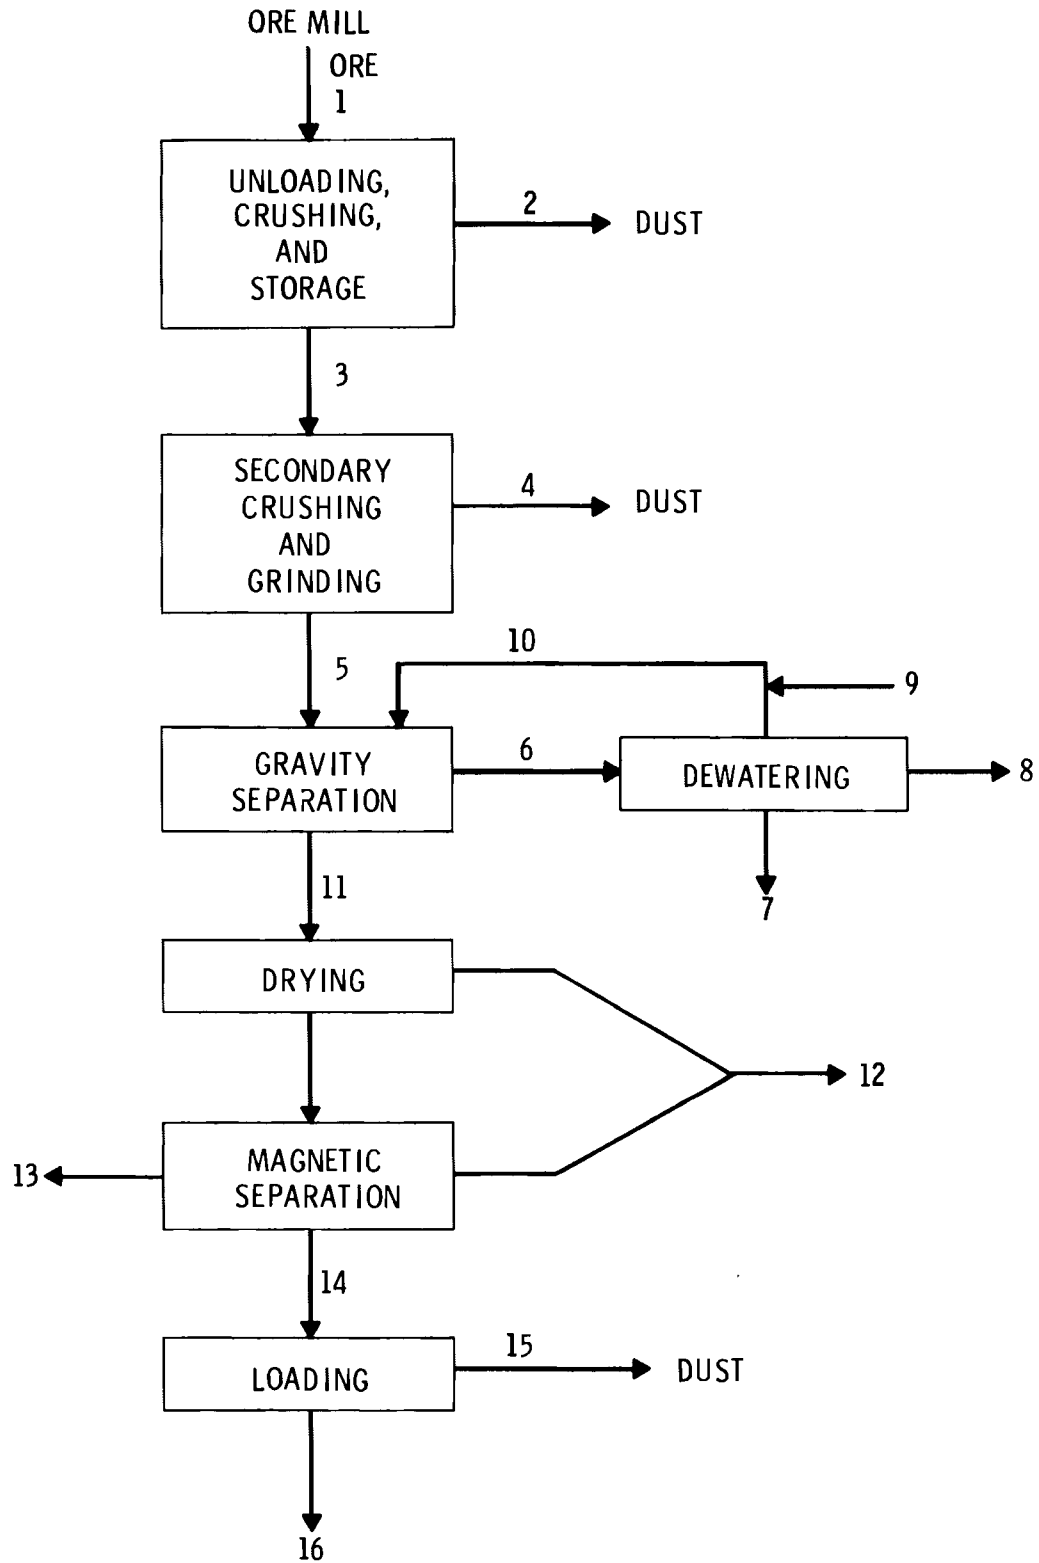 ORE MILL
ORE
1
UNLOADING,
CRUSHING,
AND
STORAGE
2
DUST
3
SECONDARY
CRUSHING
AND
GRINDING
4
DUST
5
10
9
GRAVITY
SEPARATION
6
DEWATERING
8
7
11
DRYING
12
13
MAGNETIC
SEPARATION
14
LOADING
15
DUST
16